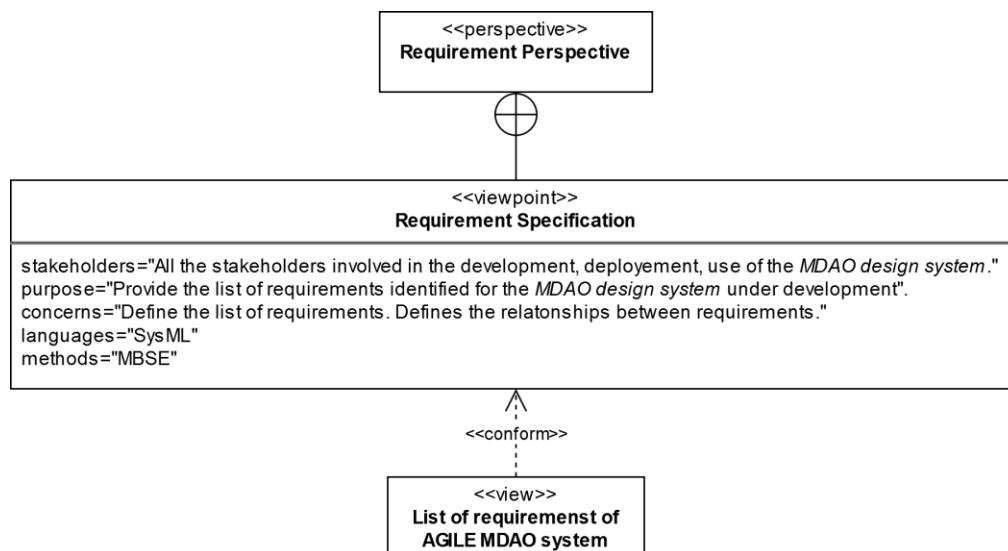 <<perspective>>
Requirement Perspective
<<viewpoint>>
Requirement Specification
stakeholders="All the stakeholders involved in the development, deployement, use of the MDAO design system."
purpose="Provide the list of requirements identified for the MDAO design system under development".
concerns="Define the list of requirements. Defines the relatonships between requirements."
languages="SysML"
methods="MBSE"
<<conform>>
<<view>>
List of requiremenst of
AGILE MDAO system